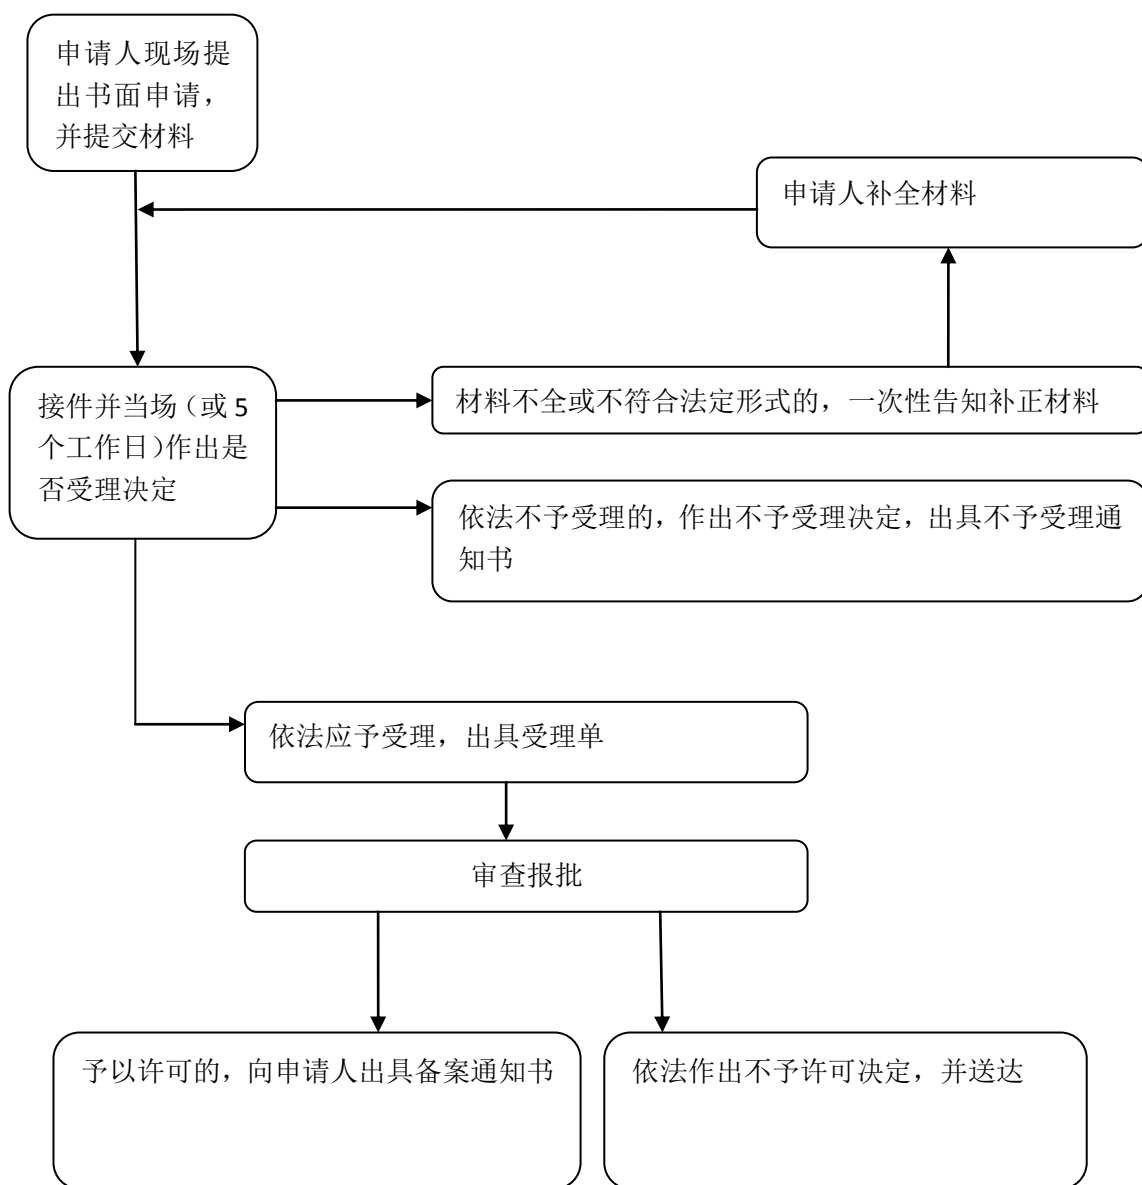 申请人现场提
出书面申请，
并提交材料
申请人补全材料
接件并当场（或 5
个工作日）作出是
否受理决定
材料不全或不符合法定形式的，一次性告知补正材料
依法不予受理的，作出不予受理决定，出具不予受理通
知书
依法应予受理，出具受理单
审查报批
予以许可的，向申请人出具备案通知书
依法作出不予许可决定，并送达